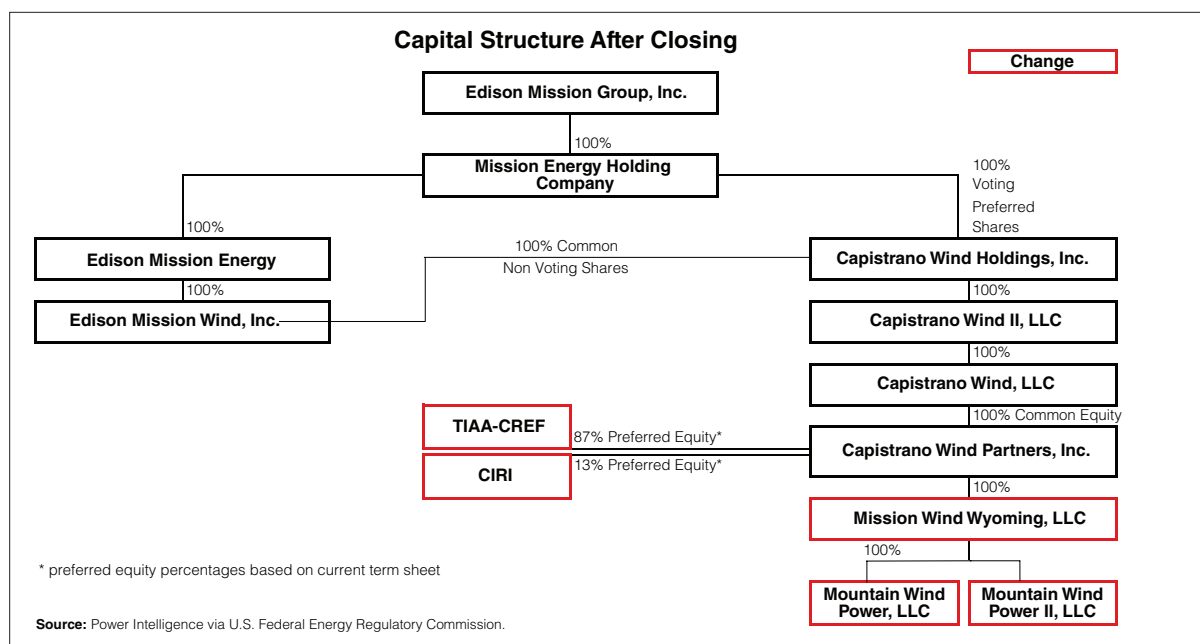 Capital Structure After Closing
Change
Edison Mission Group, Inc.
100%
Mission Energy Holding
Company
100%
Voting
Preferred
Shares
100%
Edison Mission Energy
100% Common
Non Voting Shares
Capistrano Wind Holdings, Inc.
100%
100%
Edison Mission Wind, Inc.
Capistrano Wind II, LLC
100%
Capistrano Wind, LLC
100% Common Equity
TIAA-CREF
87% Preferred Equity*
Capistrano Wind Partners, Inc.
CIRI
13% Preferred Equity*
100%
Mission Wind Wyoming, LLC
100%
Mountain Wind
Power, LLC
Mountain Wind
Power II, LLC
* preferred equity percentages based on current term sheet
Source: Power Intelligence via U.S. Federal Energy Regulatory Commission.